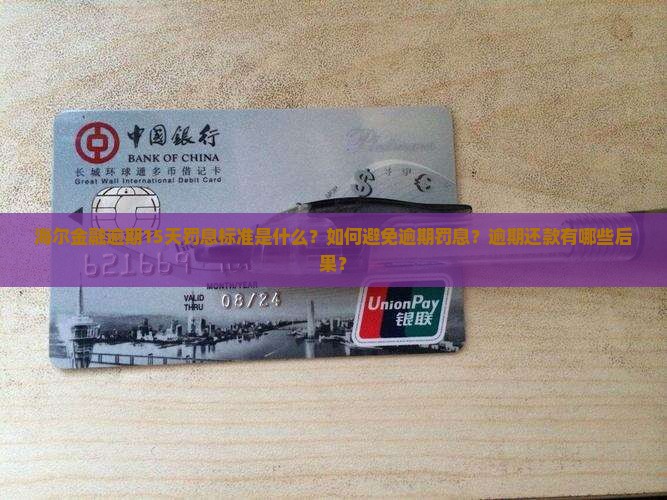 中国银行
BANK OF CHINA
长城环球通多币借记卡
Great Wall International Debit Card
Platinum
海尔金融逾期15天罚息标准是什么？如何避免逾期罚息？逾期还款有哪些后
果？
621669
MONTH/YEAR
VALID
THRU
08/24
UnionPay
银联